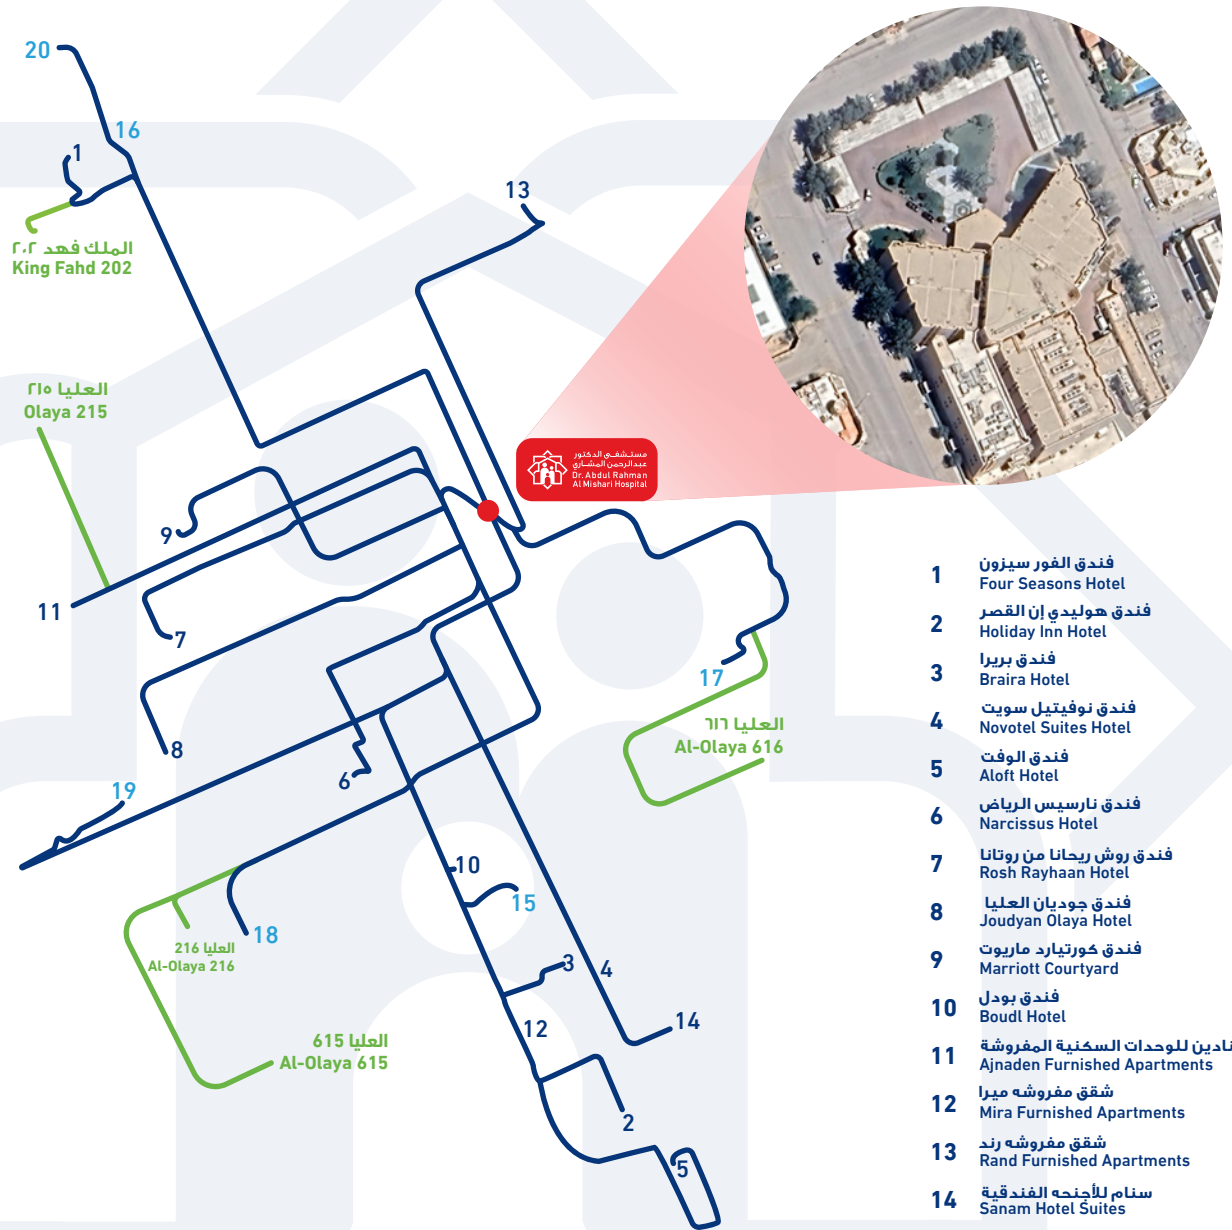 20
16
1
13
الملك فهد ٢٠٢
King Fahd 202
العليا ٢١٥
Olaya 215
مستشفى الدكتور
عبدالرحمن المشاري
Dr. Abdul Rahman
Al Mishari Hospital
9
11
7
17
العليا ٦١٦
Al-Olaya 616
8
6
19
10
15
18
العليا 216
Al-Olaya 216
3
4
14
12
العليا 615
Al-Olaya 615
2
5
1
فندق الفور سيزون
Four Seasons Hotel
2
فندق هوليدي إن القصر
Holiday Inn Hotel
3
فندق بريرا
Braira Hotel
4
فندق نوفيتيل سويت
Novotel Suites Hotel
5
فندق الوفت
Aloft Hotel
6
فندق نارسيس الرياض
Narcissus Hotel
7
فندق روش ريحانا من روتانا
Rosh Rayhaan Hotel
8
فندق جوديان العليا
Joudyan Olaya Hotel
9
فندق كورتيارد ماريوت
Marriott Courtyard
10
فندق بودل
Boudl Hotel
11
نادين للوحدات السكنية المفروشة
Ajnaden Furnished Apartments
12
شقق مفروشه ميرا
Mira Furnished Apartments
13
شقق مفروشه رند
Rand Furnished Apartments
14
سنام للأجنحه الفندقية
Sanam Hotel Suites